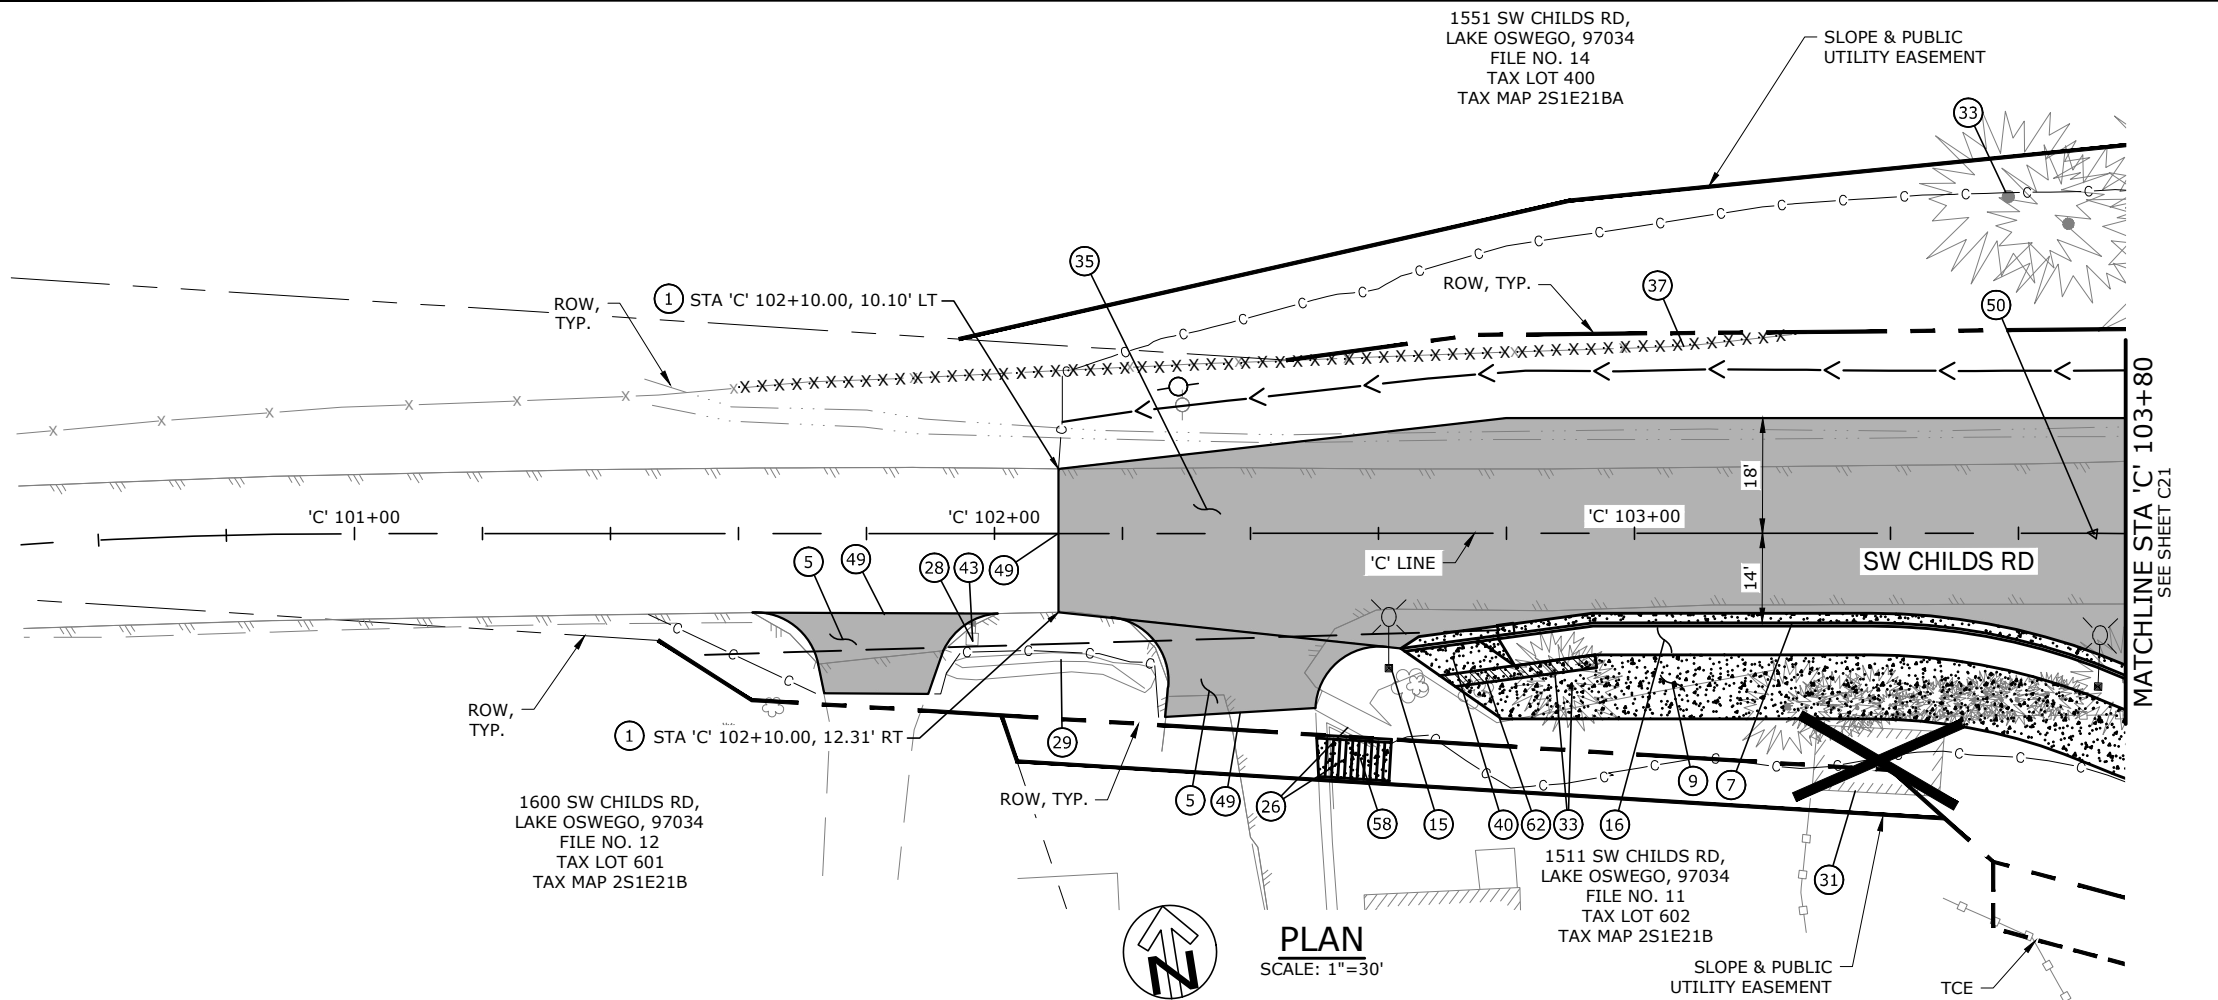 1551 SW CHILDS RD,
LAKE OSWEGO, 97034
FILE NO. 14
TAX LOT 400
TAX MAP 2S1E21BA
SLOPE & PUBLIC
UTILITY EASEMENT
33
35
ROW,
TYP.
1 STA 'C' 102+10.00, 10.10' LT
ROW, TYP.
37
50
'C' 101+00
'C' 102+00
'C' 103+00
18'
14'
'C' LINE
SW CHILDS RD
MATCHLINE STA 'C' 103+80
SEE SHEET C21
5
49
28
43
49
ROW,
TYP.
1 STA 'C' 102+10.00, 12.31' RT
29
ROW, TYP.
5
49
26
58
15
40
62
33
16
9
7
31
1600 SW CHILDS RD,
LAKE OSWEGO, 97034
FILE NO. 12
TAX LOT 601
TAX MAP 2S1E21B
1511 SW CHILDS RD,
LAKE OSWEGO, 97034
FILE NO. 11
TAX LOT 602
TAX MAP 2S1E21B
N
PLAN
SCALE: 1"=30'
SLOPE & PUBLIC
UTILITY EASEMENT
TCE